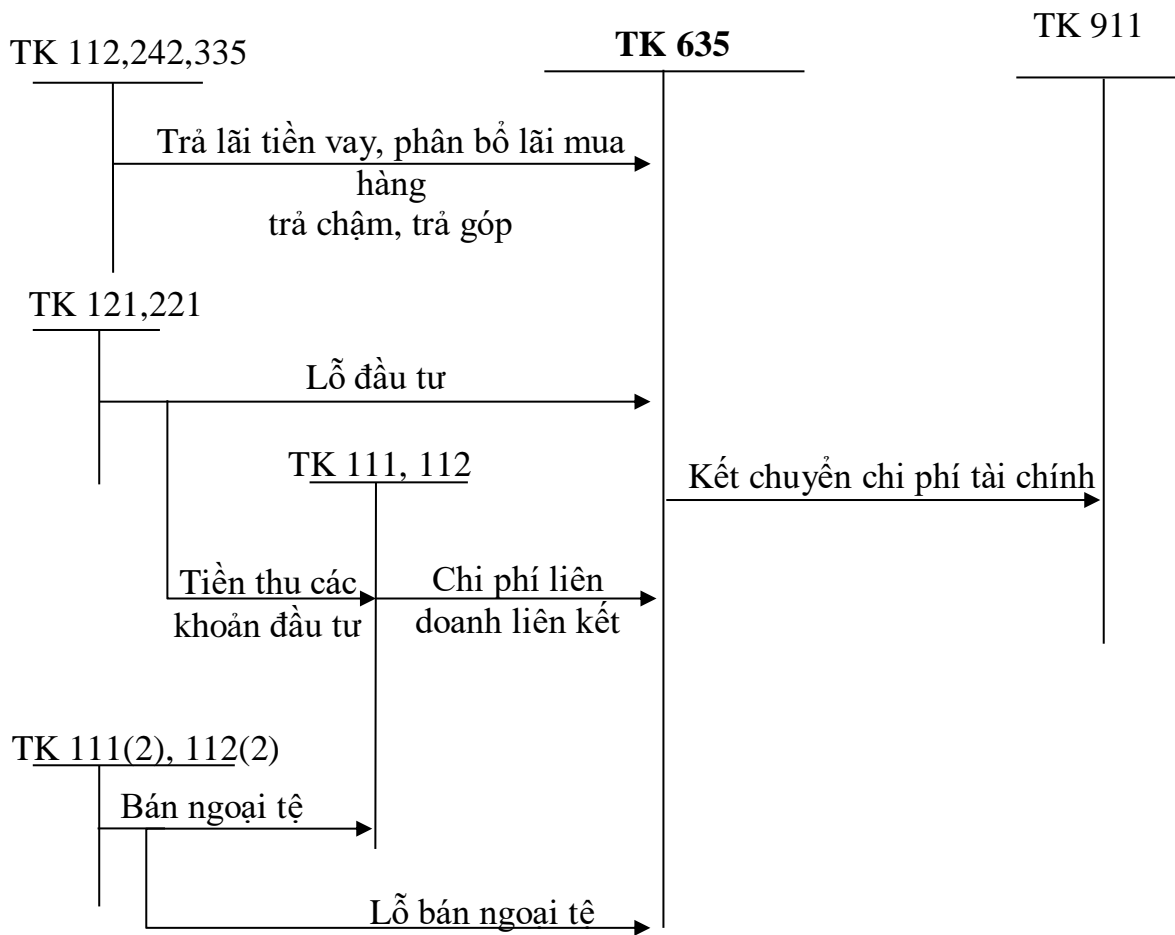 TK 112,242,335
TK 635
TK 911
Trả lãi tiền vay, phân bổ lãi mua
hàng
trả chậm, trả góp
TK 121,221
Lỗ đầu tư
TK 111, 112
Kết chuyển chi phí tài chính
Tiền thu các
khoản đầu tư
Chi phí liên
doanh liên kết
TK 111(2), 112(2)
Bán ngoại tệ
Lỗ bán ngoại tệ